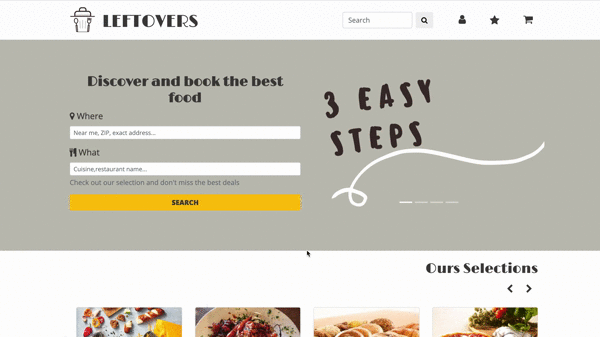 LEFTOVERS
Search
Discover and book the best
food
Where
Near me, ZIP, exact address...
What
Cuisine,restaurant name...
Check out our selection and don't miss the best deals
SEARCH
3 EASY
STEPS
Ours Selections